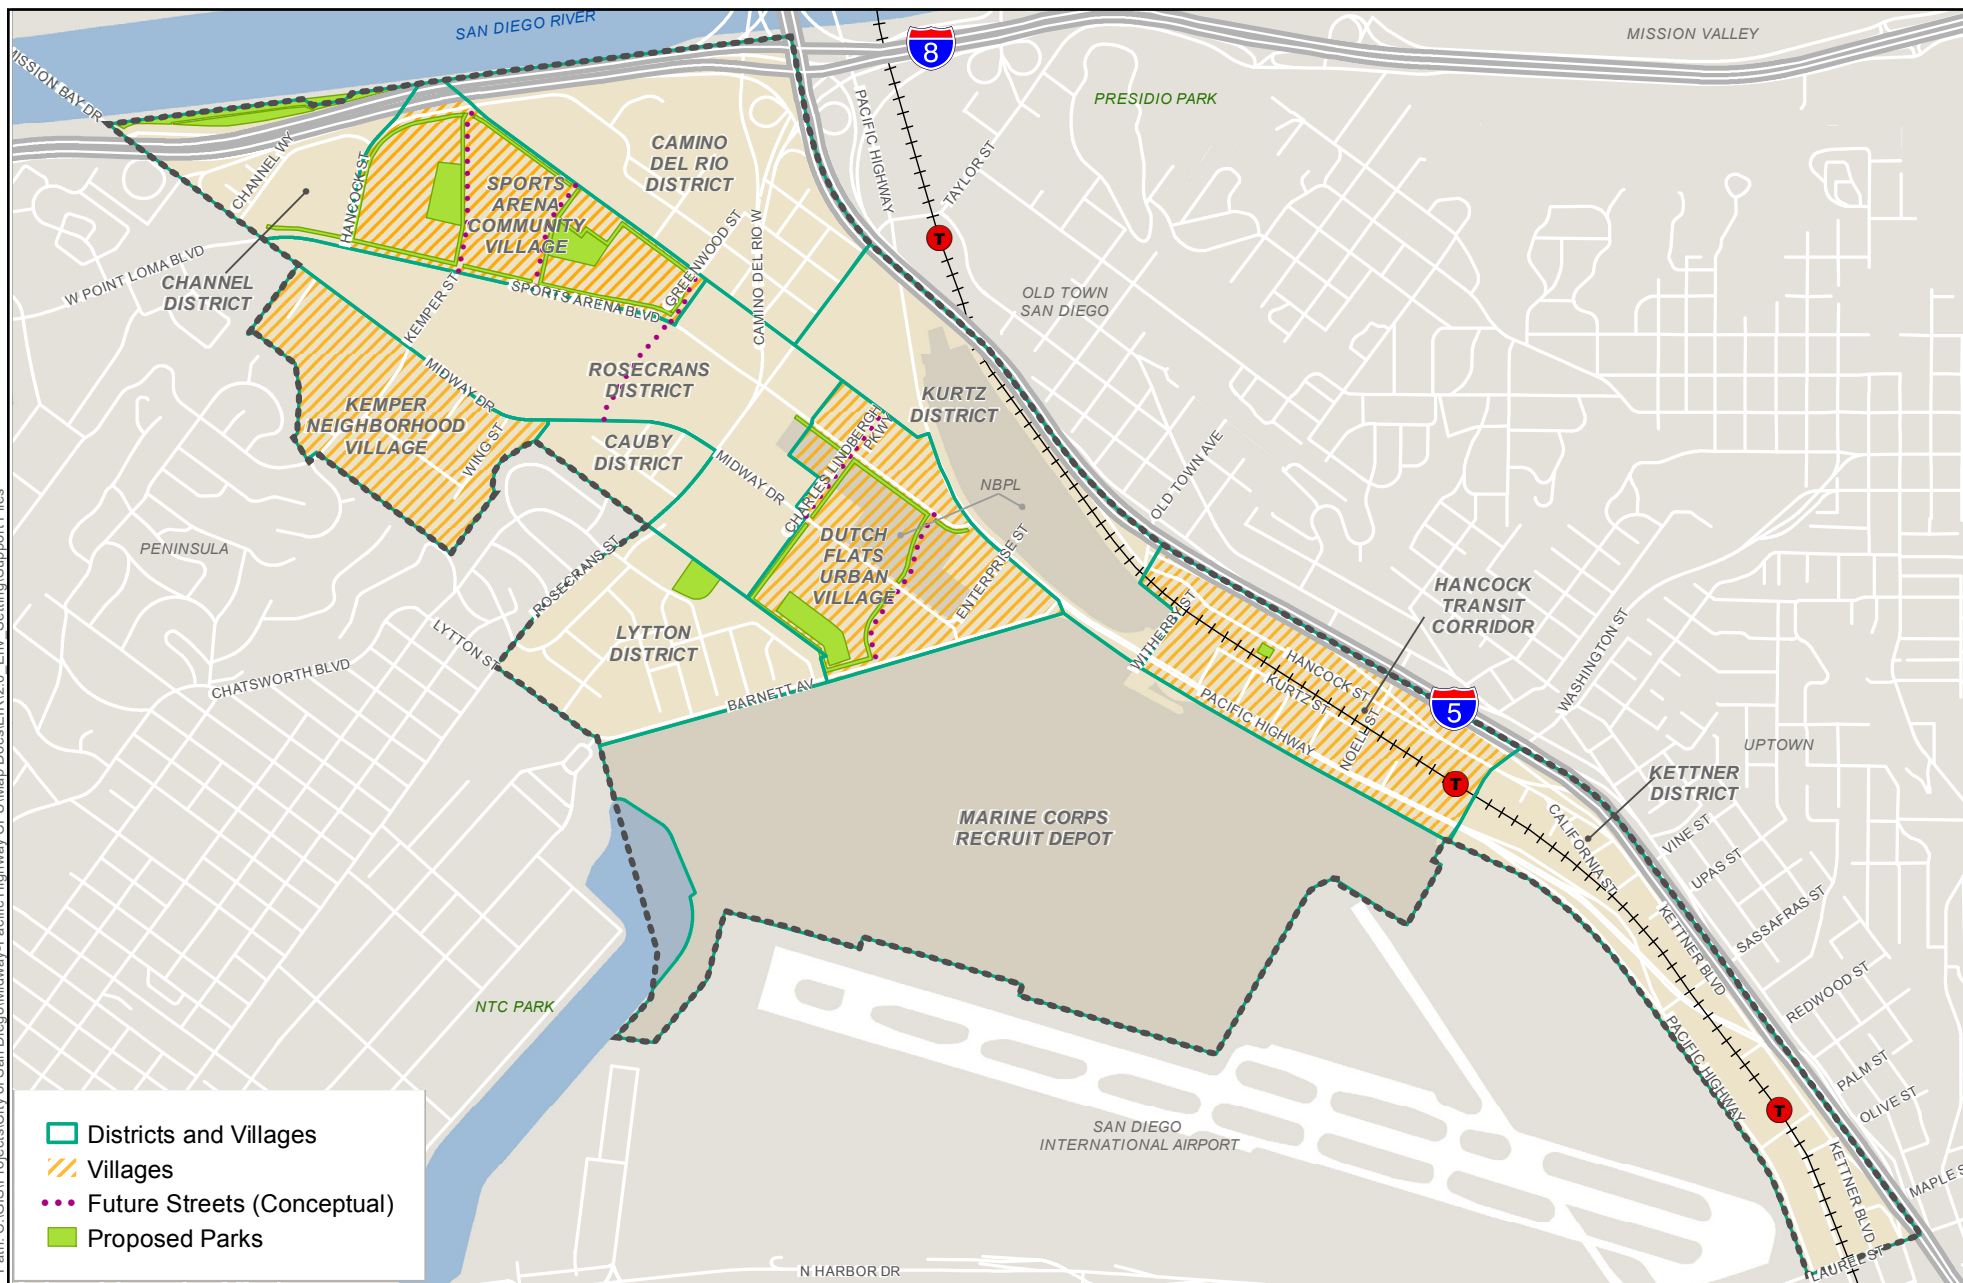 SAN DIEGO RIVER
MISSION VALLEY
8
MISSION BAY DR
PACIFIC HIGHWAY
PRESIDIO PARK
CHANNEL WY
HANCOCK ST
CAMINO
DEL RIO
DISTRICT
TAYLOR ST
SPORTS
ARENA
COMMUNITY
VILLAGE
GREENWOOD ST
CAMINO DEL RIO W
T
W POINT LOMA BLVD
CHANNEL
DISTRICT
KEMPER ST
SPORTS ARENA BLVD
OLD TOWN
SAN DIEGO
MIDWAY DR
ROSECRANS
DISTRICT
KURTZ
DISTRICT
KEMPER
NEIGHBORHOOD
VILLAGE
WING ST
CAUBY
DISTRICT
MIDWAY DR
CHARLES LINDBERGH
PKWY
OLD TOWN AVE
NBPL
PENINSULA
DUTCH
FLATS
URBAN
VILLAGE
ENTERPRISE ST
ROSECRANS ST
HANCOCK
TRANSIT
CORRIDOR
WITHERBY ST
WASHINGTON ST
LYTTON ST
LYTTON
DISTRICT
CHATSWORTH BLVD
BARNETT AV
HANCOCK ST
KURTZ ST
PACIFIC HIGHWAY
NOELL ST
5
UPTOWN
KETTNER
DISTRICT
T
MARINE CORPS
RECRUIT DEPOT
CALIFORNIA ST
VINE ST
UPAS ST
SASSAFRAS ST
KETTNER BLVD
REDWOOD ST
NTC PARK
PACIFIC HIGHWAY
PALM ST
OLIVE ST
T
SAN DIEGO
INTERNATIONAL AIRPORT
KETTNER BLVD
MAPLE S
LAUREL ST
N HARBOR DR
Districts and Villages
Villages
Future Streets (Conceptual)
Proposed Parks